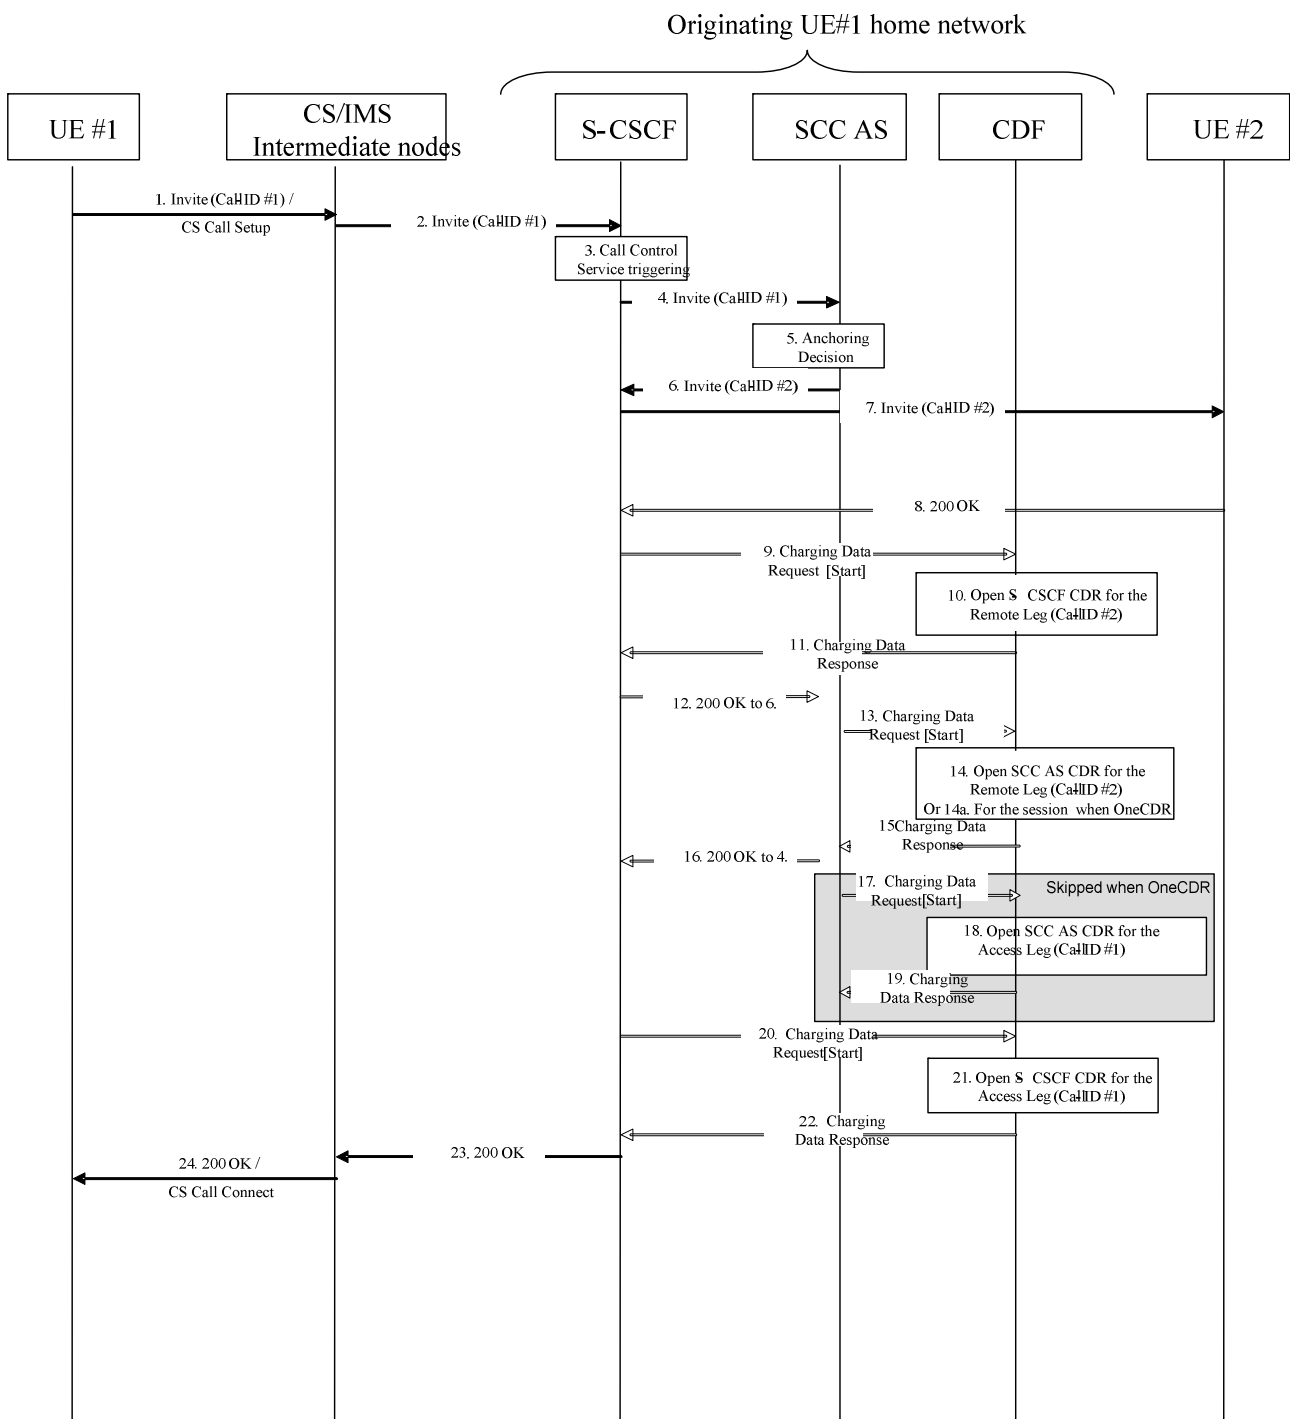 Originating UE#1 home network
UE #1
CS/IMS
Intermediate nodes
S-CSCF
SCC AS
CDF
UE #2
1. Invite (Call-ID #1) /
CS Call Setup
2. Invite (Call-ID #1)
3. Call Control
Service triggering
4. Invite (Call-ID #1)
5. Anchoring
Decision
6. Invite (Call-ID #2)
7. Invite (Call-ID #2)
8. 200 OK
9. Charging Data
Request [Start]
10. Open S-CSCF CDR for the
Remote Leg (Call-ID #2)
11. Charging Data
Response
12. 200 OK to 6.
13. Charging Data
Request [Start]
14. Open SCC AS CDR for the
Remote Leg (Call-ID #2)
Or 14a. For the session when OneCDR
15Charging Data
Response
16. 200 OK to 4.
17. Charging Data
Request[Start]
Skipped when OneCDR
18. Open SCC AS CDR for the
Access Leg (Call-ID #1)
19. Charging
Data Response
20. Charging Data
Request[Start]
21. Open S-CSCF CDR for the
Access Leg (Call-ID #1)
22. Charging
Data Response
23. 200 OK
24. 200 OK /
CS Call Connect